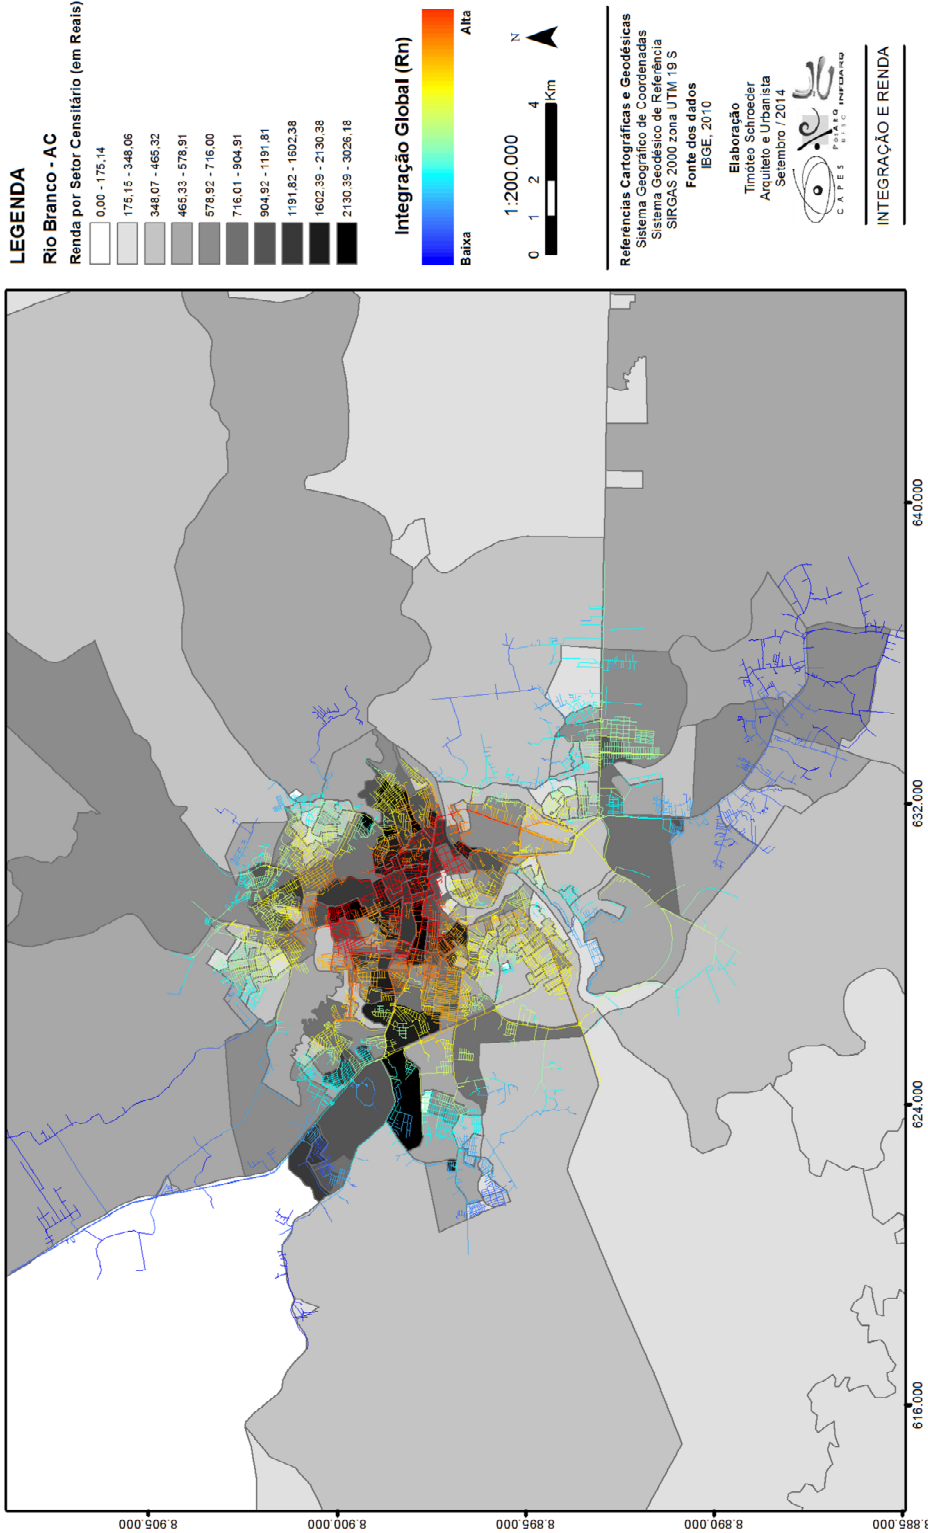 LEGENDA
Rio Branco - AC
Renda por Setor Censitário (em Reais)
0,00 - 175,14
175,15 - 348,06
348,07 - 465,32
465,33 - 578,91
578,92 - 716,00
716,01 - 904,91
904,92 - 1191,81
1191,82 - 1602,38
1602,39 - 2130,38
2130,39 - 3026,18
Integração Global (Rn)
Baixa
Alta
N
1:200.000
0 1 2 4
Km
Referências Cartográficas e Geodésicas
Sistema Geográfico de Coordenadas
Sistema Geodésico de Referência
SIRGAS 2000 zona UTM 19 S
Fonte dos dados
IBGE, 2010
Elaboração
Timóteo Schroeder
Arquiteto e Urbanista
Setembro / 2014
CAPES
PósARQ
UFSC
INFOARQ
INTEGRAÇÃO E RENDA
616.000
624.000
632.000
640.000
8.905.000
8.900.000
8.895.000
8.890.000
8.885.000